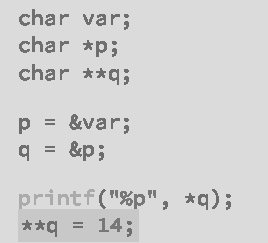 char var;
char *p;
char **q;
p = &var;
q = &p;
printf("%p", *q);
**q = 14;